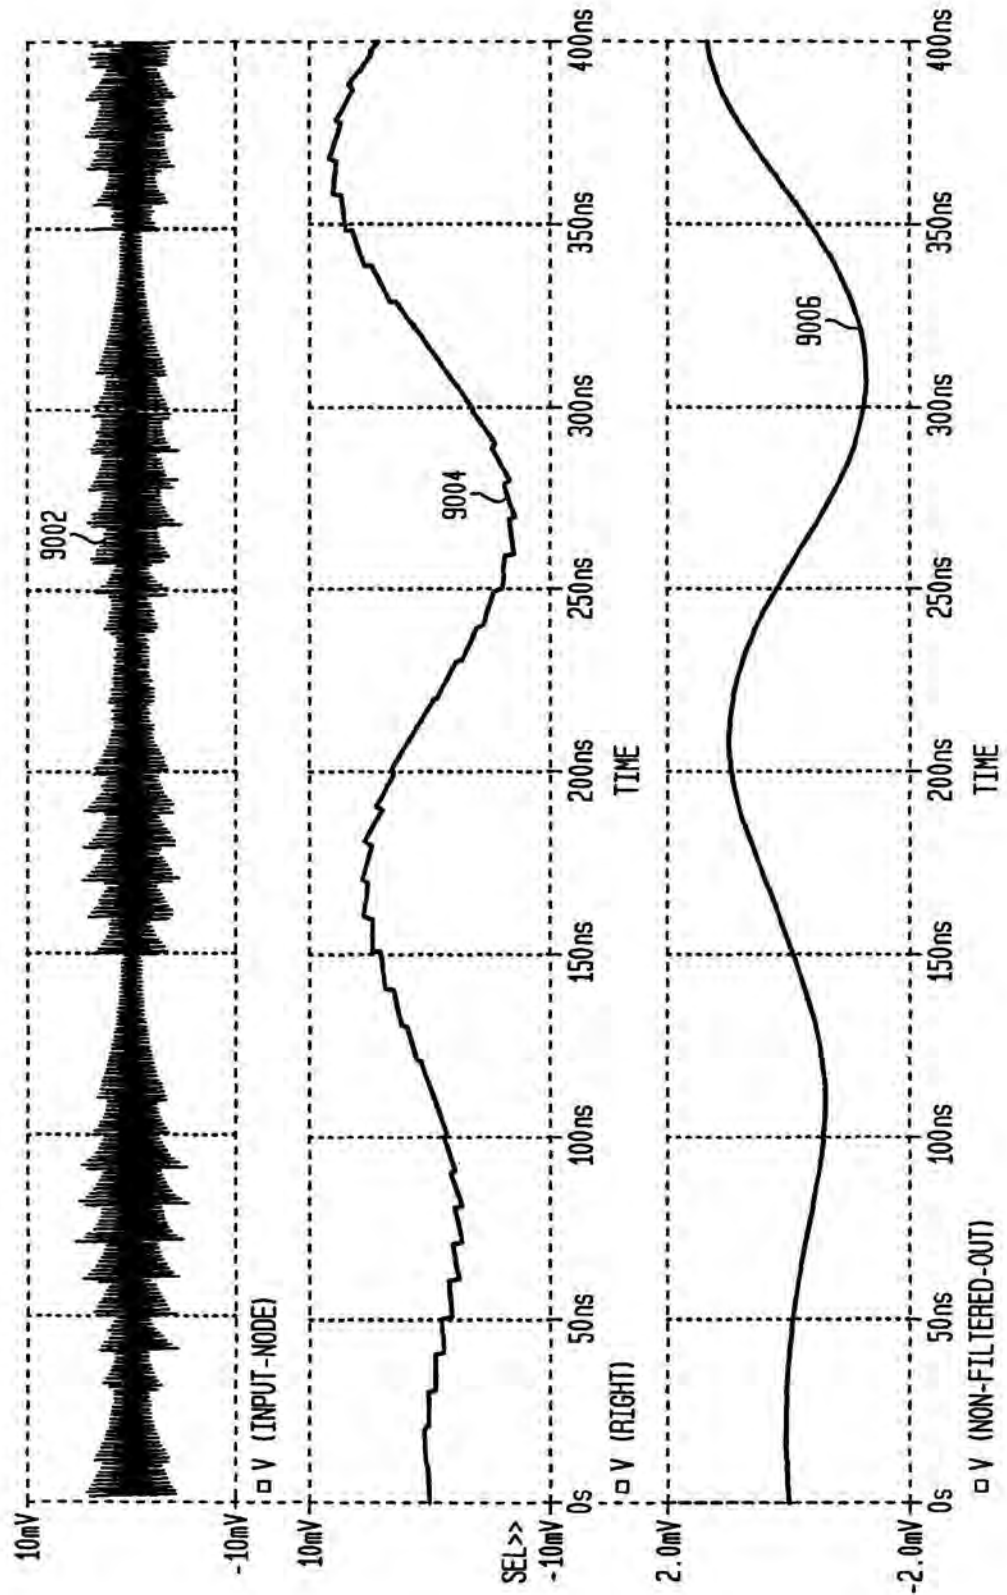 10mV
9002
-10mV
□ V (INPUT-NODE)
10mV
9004
SEL>>
-10mV
0s 50ns 100ns 150ns 200ns 250ns 300ns 350ns 400ns
□ V (RIGHT)
TIME
2.0mV
9006
-2.0mV
0s 50ns 100ns 150ns 200ns 250ns 300ns 350ns 400ns
□ V (NON-FILTERED-OUT)
TIME